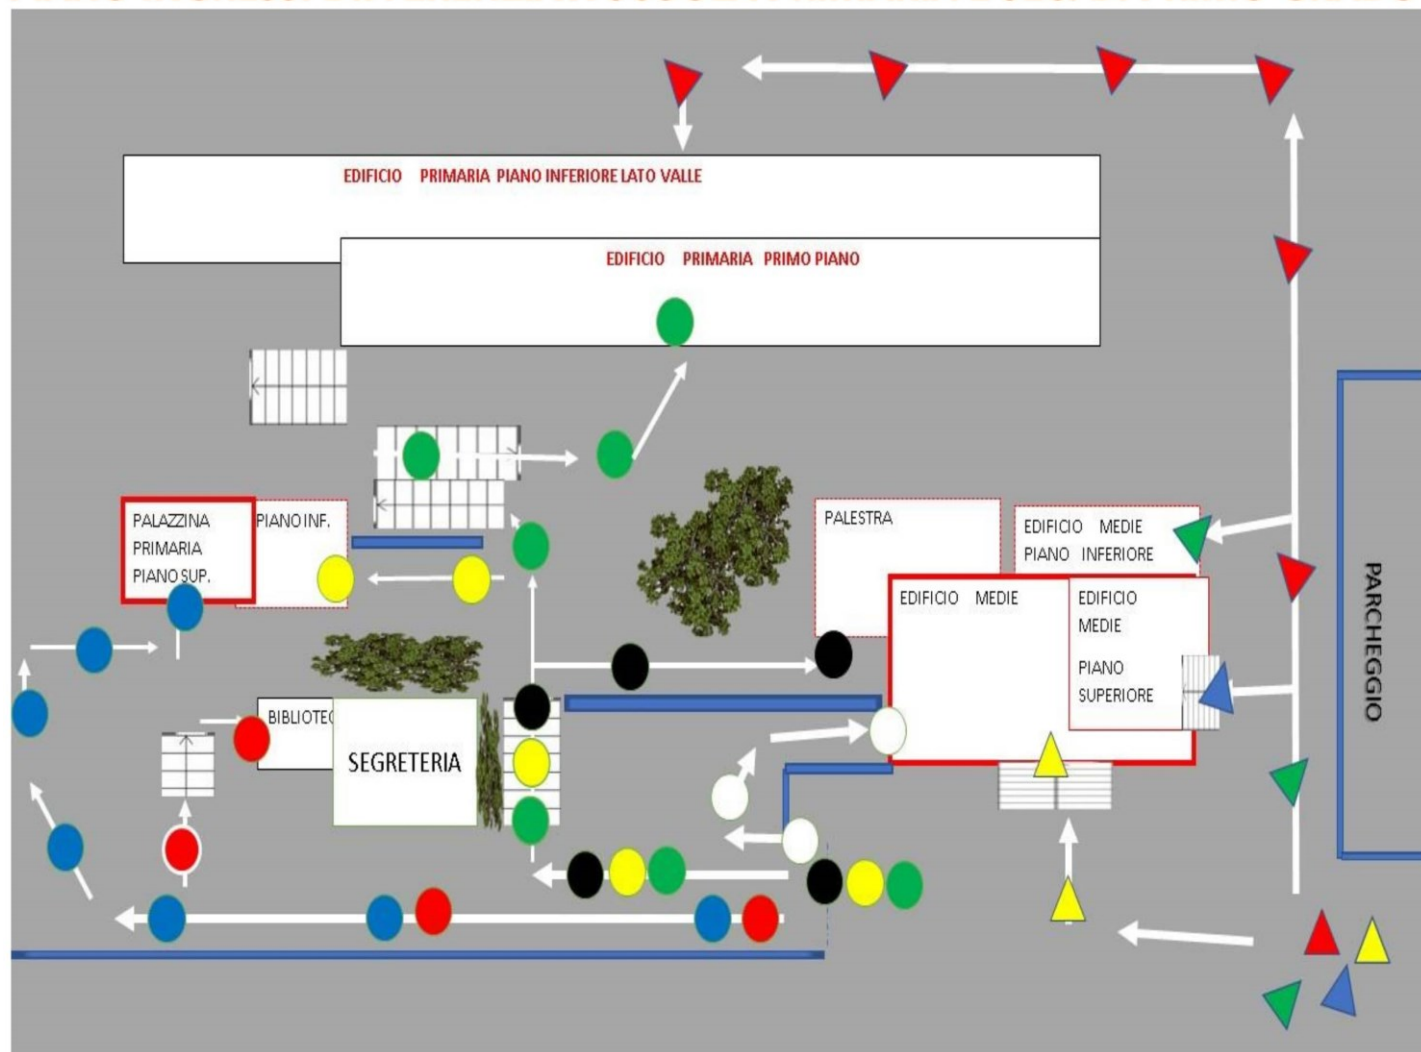 EDIFICIO PRIMARIA PIANO INFERIORE LATO VALLE
EDIFICIO PRIMARIA PRIMO PIANO
PALAZZINA
PRIMARIA
PIANO SUP.
PIANO INF.
PALESTRA
EDIFICIO MEDIE
PIANO INFERIORE
EDIFICIO MEDIE
EDIFICIO
MEDIE
PIANO
SUPERIORE
PARCHEGGIO
BIBLIOTEC
SEGRETERIA